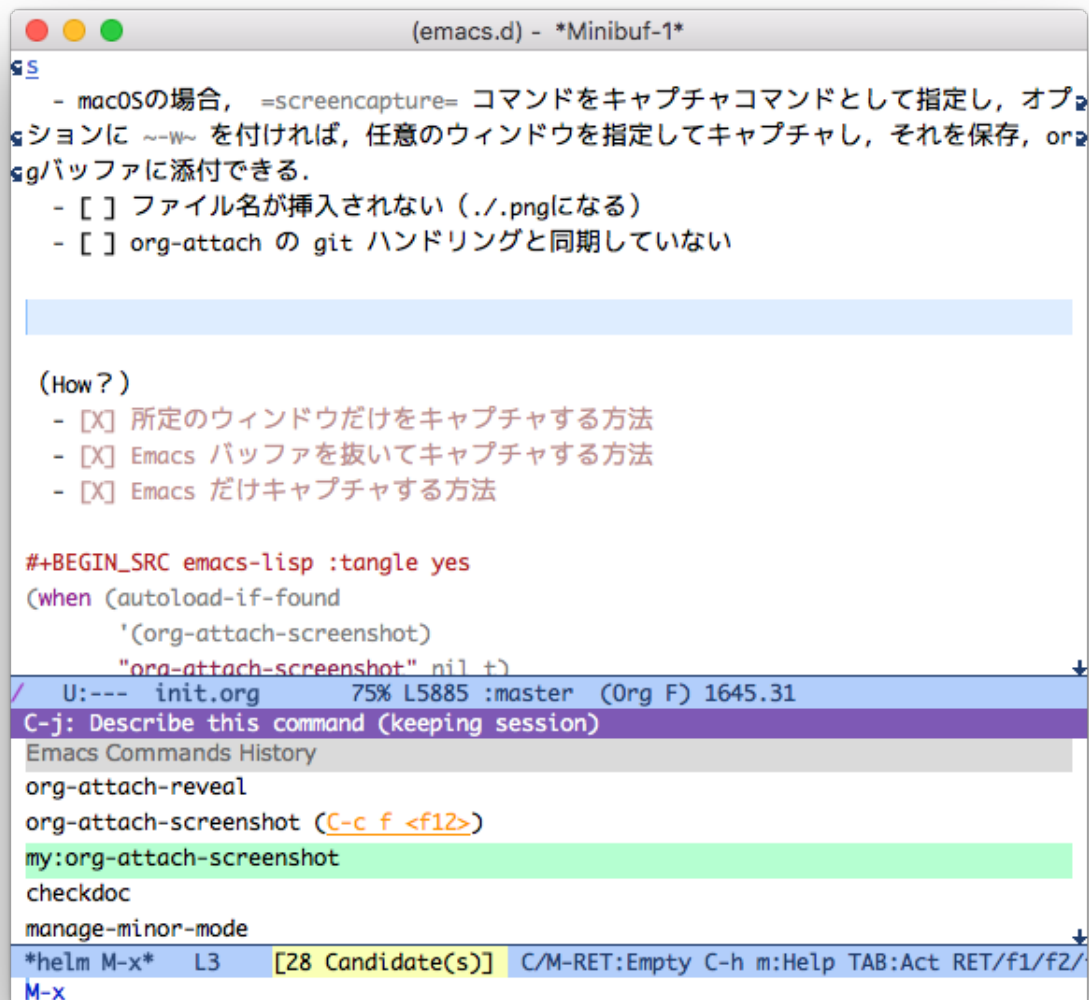 (emacs.d) - *Minibuf-1*
s
- macOSの場合， =screencapture= コマンドをキャプチャコマンドとして指定し，オプ
ションに ~-w~ を付ければ，任意のウィンドウを指定してキャプチャし，それを保存，or
gバッファに添付できる．
- [ ] ファイル名が挿入されない（./.pngになる）
- [ ] org-attach の git ハンドリングと同期していない
（How？）
- [X] 所定のウィンドウだけをキャプチャする方法
- [X] Emacs バッファを抜いてキャプチャする方法
- [X] Emacs だけキャプチャする方法
#+BEGIN_SRC emacs-lisp :tangle yes
(when (autoload-if-found
'(org-attach-screenshot)
"org-attach-screenshot" nil t)
/ U:--- init.org 75% L5885 :master (Org F) 1645.31
C-j: Describe this command (keeping session)
Emacs Commands History
org-attach-reveal
org-attach-screenshot (C-c f <f12>)
my:org-attach-screenshot
checkdoc
manage-minor-mode
*helm M-x* L3 [28 Candidate(s)] C/M-RET:Empty C-h m:Help TAB:Act RET/f1/f2/
M-x